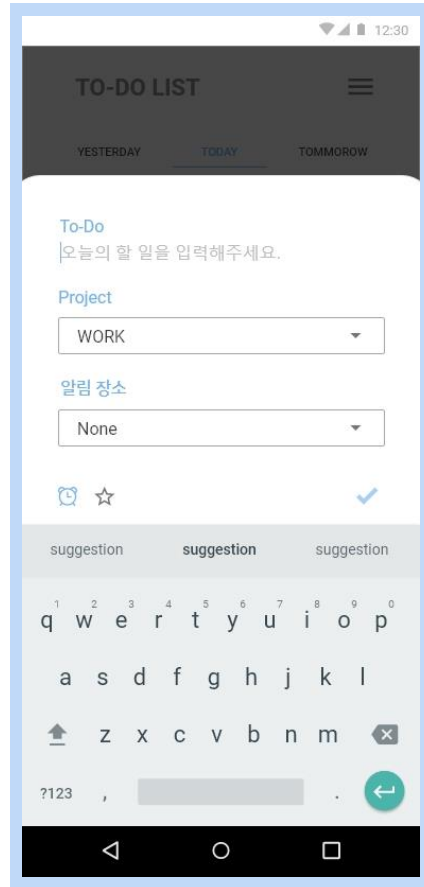 12:30
TO-DO LIST
YESTERDAY TODAY TOMMOROW
To-Do
오늘의 할 일을 입력해주세요.
Project
WORK
알림 장소
None
suggestion suggestion suggestion
1 2 3 4 5 6 7 8 9 0
q w e r t y u i o p
a s d f g h j k l
z x c v b n m
?123 , .